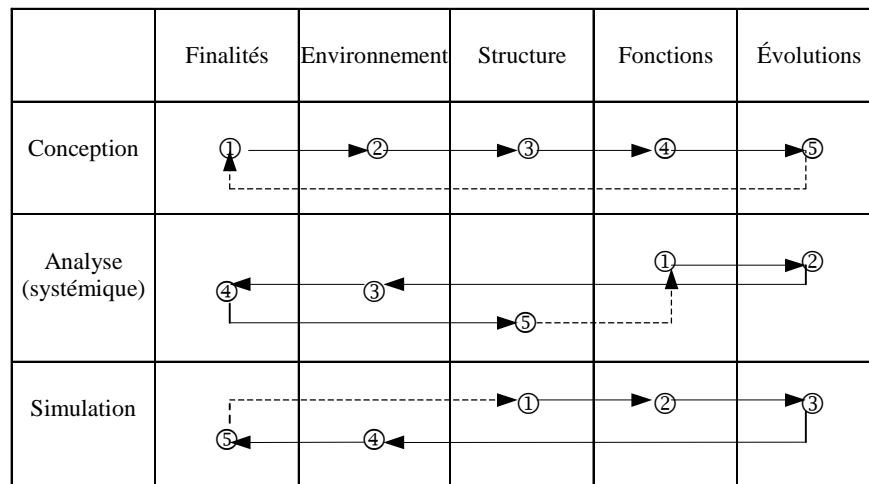 Finalités Environnement Structure Fonctions Évolutions
Conception ① ② ③ ④ ⑤
Analyse ① ②
(systémique) ④ ③
⑤
Simulation ① ② ③
⑤ ④